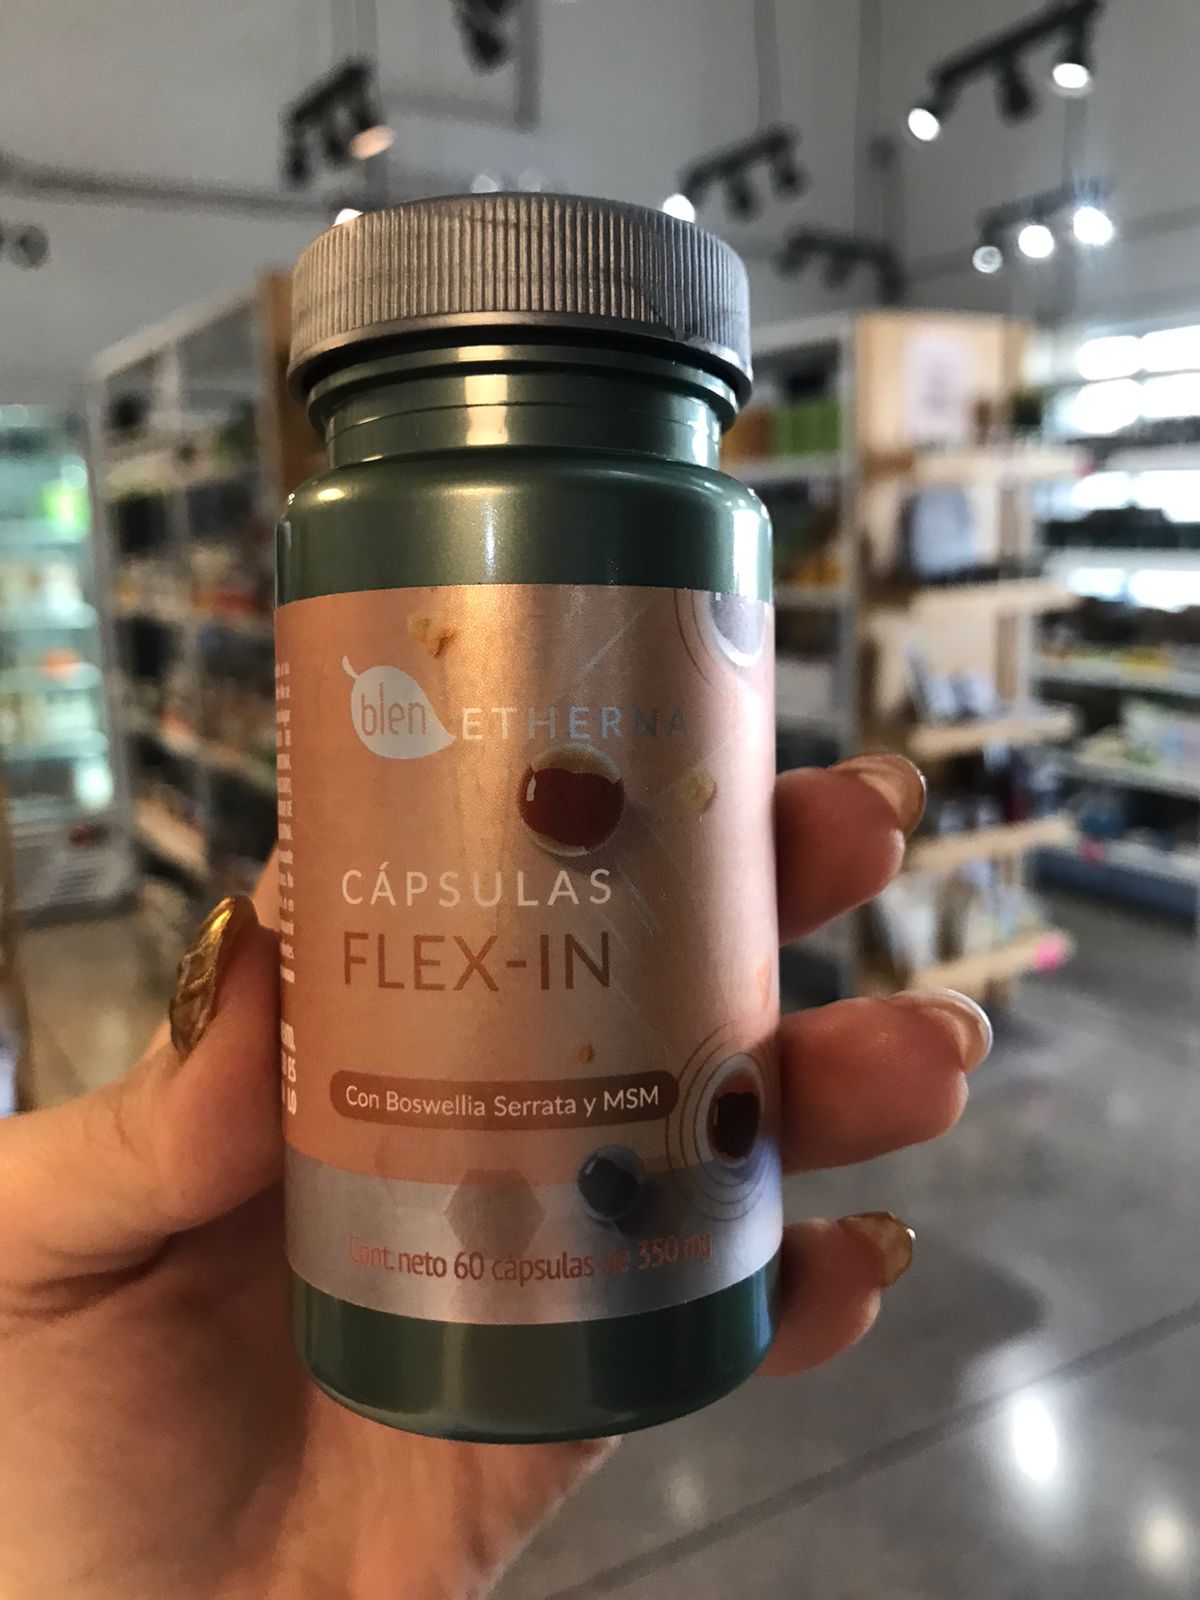 blen ETHERNA
CÁPSULAS
FLEX-IN
Con Boswellia Serrata y MSM
Cont. neto 60 cápsulas de 350 mg